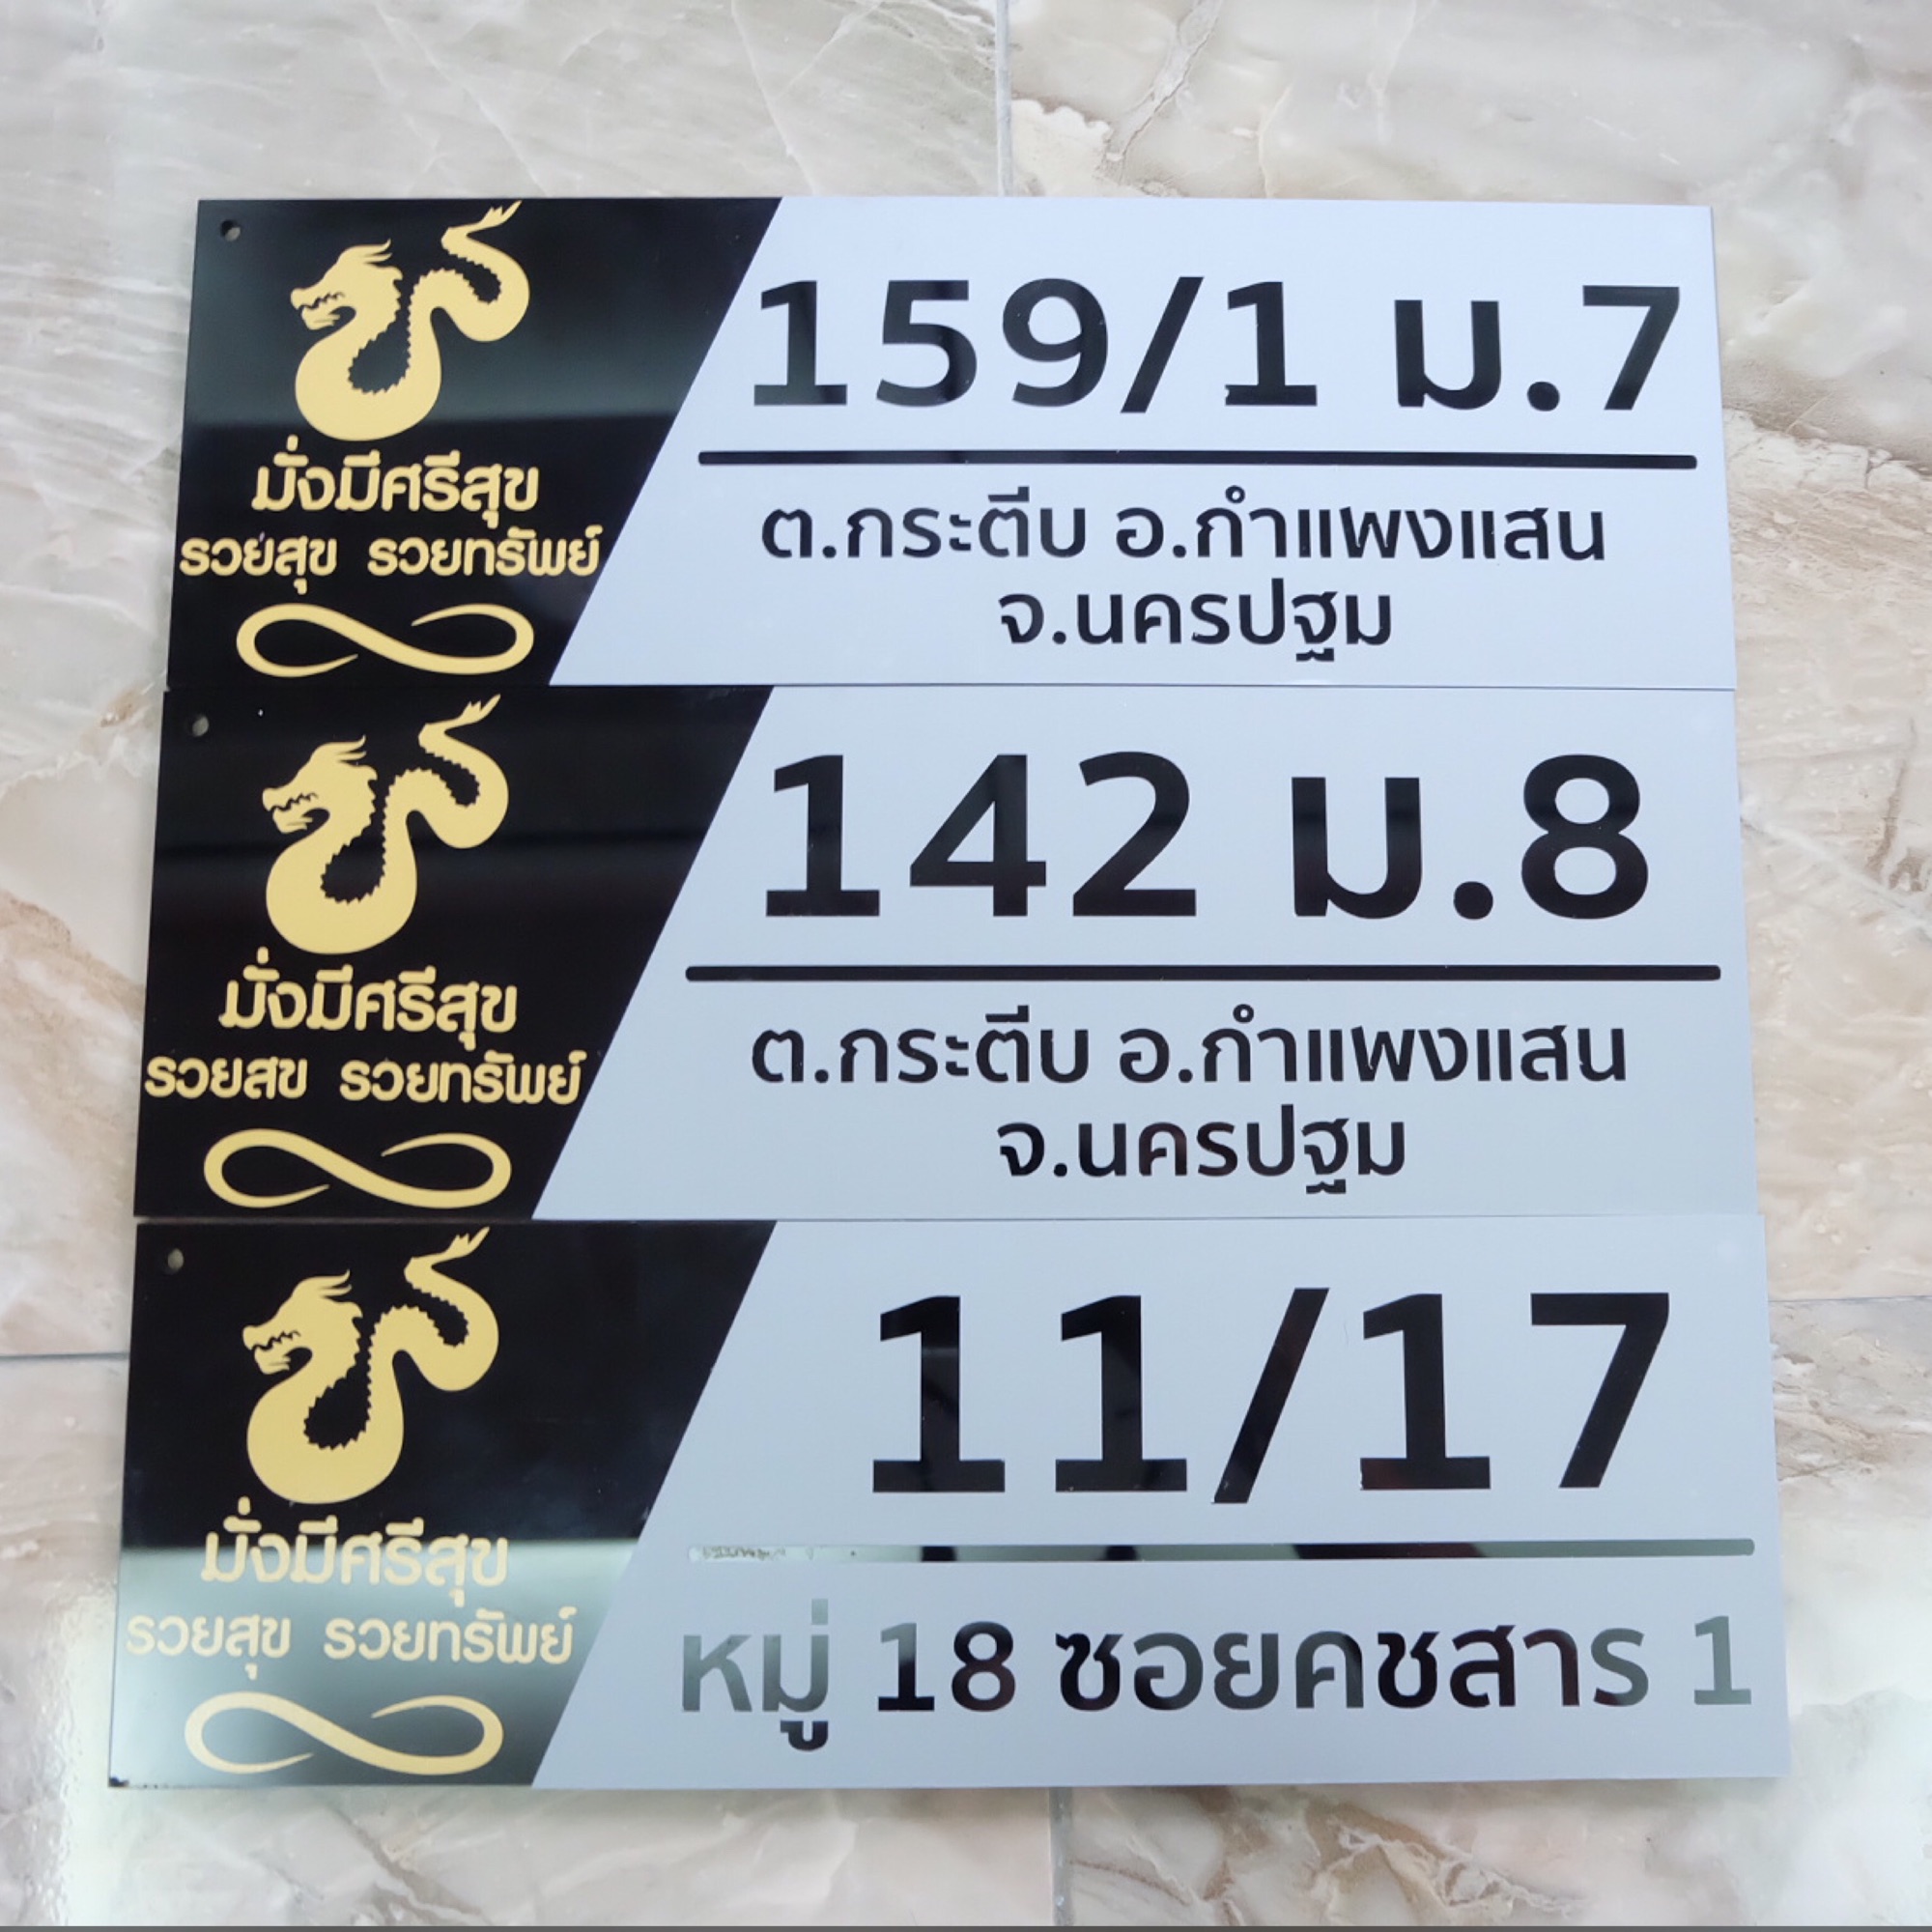 159/1 ม.7
มั่งมีศรีสุข
รวยสุข รวยทรัพย์
ต.กระตีบ อ.กำแพงแสน
จ.นครปฐม
142 ม.8
มั่งมีศรีสุข
รวยสข รวยทรัพย์
ต.กระตีบ อ.กำแพงแสน
จ.นครปฐม
11/17
มั่งมีศรีสุข
รวยสุข รวยทรัพย์
หมู่ 18 ซอยคชสาร 1